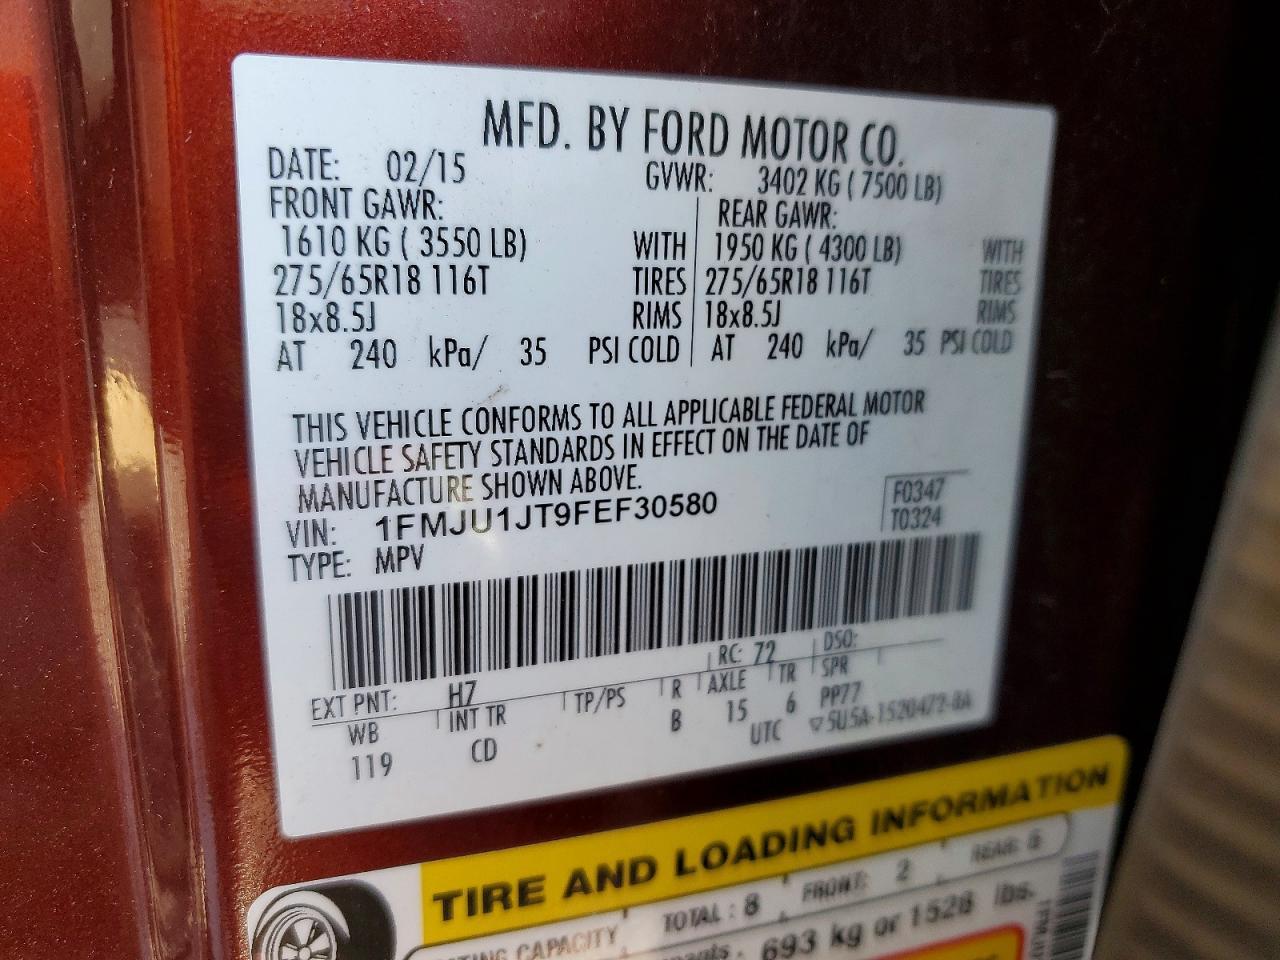 MFD. BY FORD MOTOR CO.
DATE: 02/15 GVWR: 3402 KG ( 7500 LB)
FRONT GAWR: REAR GAWR:
1610 KG ( 3550 LB) WITH 1950 KG ( 4300 LB) WITH
275/65R18 116T TIRES 275/65R18 116T TIRES
18x8.5J RIMS 18x8.5J RIMS
AT 240 kPa/ 35 PSI COLD AT 240 kPa/ 35 PSI COLD
THIS VEHICLE CONFORMS TO ALL APPLICABLE FEDERAL MOTOR
VEHICLE SAFETY STANDARDS IN EFFECT ON THE DATE OF
MANUFACTURE SHOWN ABOVE.
VIN: 1FMJU1JT9FEF30580 F0347
TYPE: MPV T0324
RC: 72 DSO:
EXT PNT: H7 TP/PS R AXLE TR SPR
WB INT TR B 15 6 PP77
119 CD UTC ▽5U5A-1520472-BA
TIRE AND LOADING INFORMATION
CAPACITY TOTAL : 8 FRONT: 2 REAR: 6
693 kg or 1528 lbs.